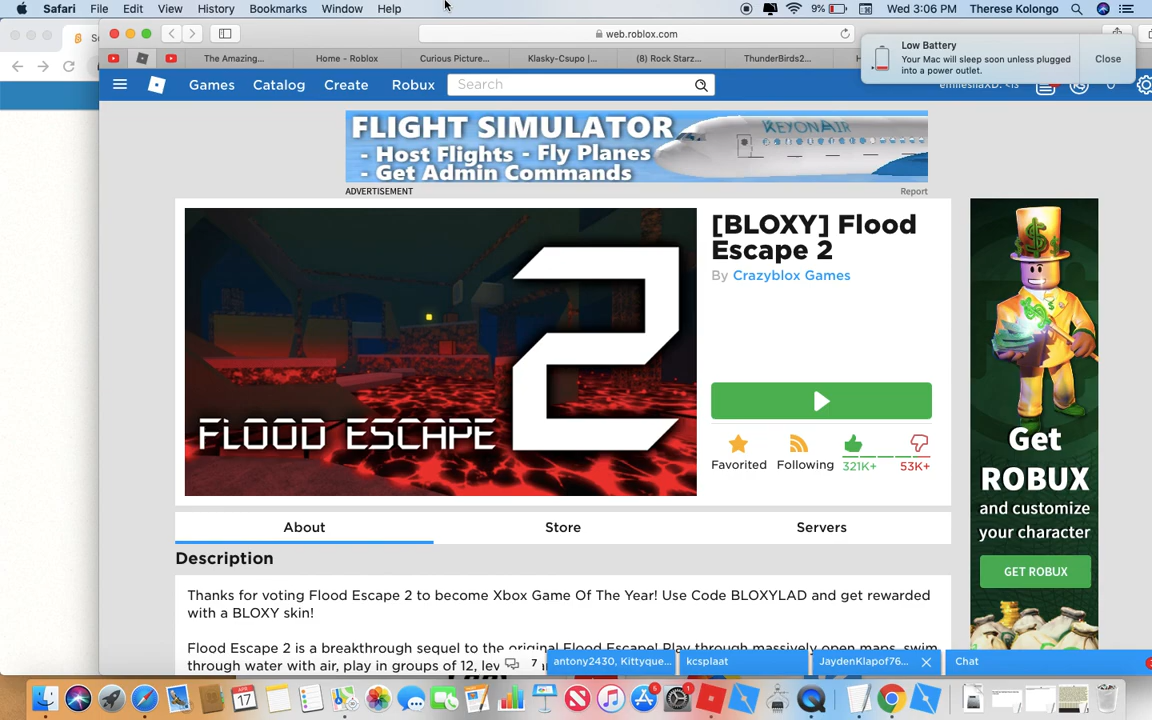 Safari File Edit View History Bookmarks Window Help 9% Wed 3:06 PM Therese Kolongo
web.roblox.com
Low Battery
Your Mac will sleep soon unless plugged
into a power outlet.
Close
The Amazing... Home - Roblox Curious Picture... Klasky-Csupo |... (8) Rock Starz... ThunderBirds2...
Games Catalog Create Robux Search
FLIGHT SIMULATOR
- Host Flights - Fly Planes
- Get Admin Commands
KEYONAIR
ADVERTISEMENT Report
[BLOXY] Flood
Escape 2
By Crazyblox Games
2
FLOOD ESCAPE
Favorited Following 321K+ 53K+
Get
ROBUX
and customize
your character
GET ROBUX
About Store Servers
Description
Thanks for voting Flood Escape 2 to become Xbox Game Of The Year! Use Code BLOXYLAD and get rewarded
with a BLOXY skin!
Flood Escape 2 is a breakthrough sequel to the original Flood Escape! Play through massively open maps, swim
through water with air, play in groups of 12, lev
7 antony2430, Kittyque... kcsplaat JaydenKlapof76... Chat
APR
17